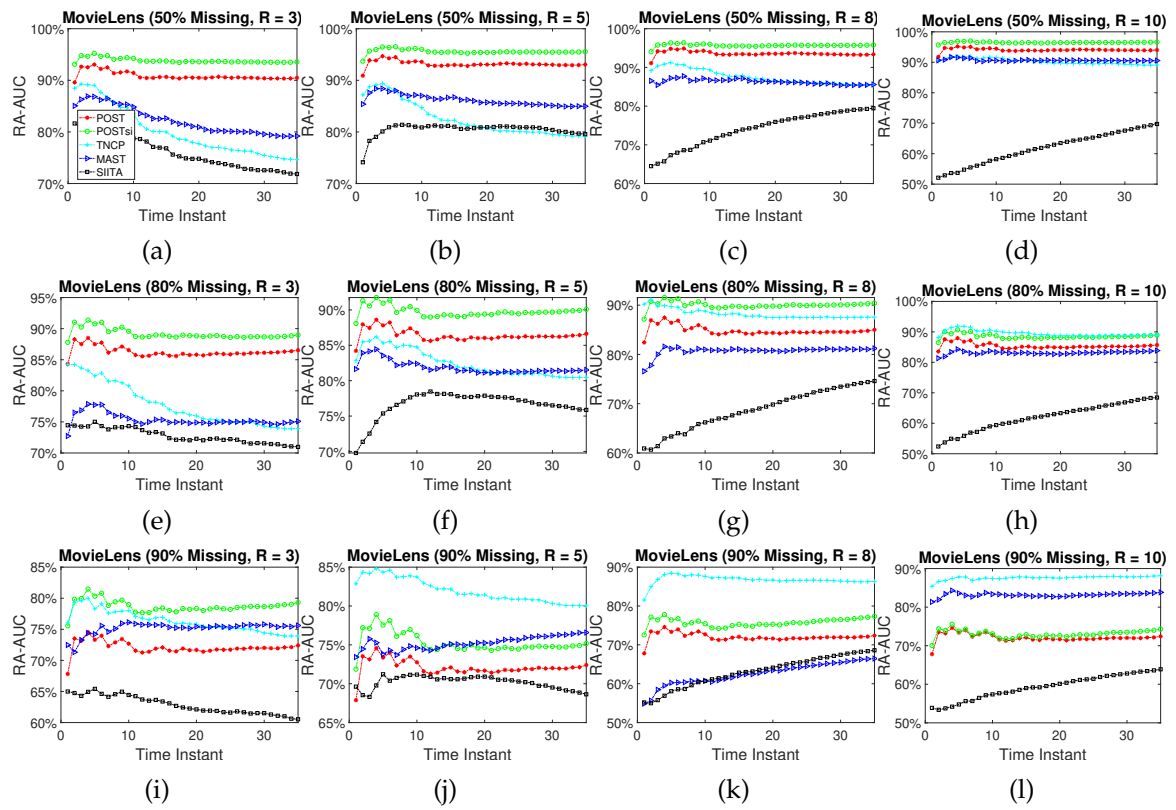 MovieLens (50% Missing, R = 3)
100%
90%
80%
70%
RA-AUC
POST
POSTsi
TNCP
MAST
SIITA
0 10 20 30
Time Instant
(a)
MovieLens (50% Missing, R = 5)
100%
90%
80%
70%
RA-AUC
0 10 20 30
Time Instant
(b)
MovieLens (50% Missing, R = 8)
100%
90%
80%
70%
60%
RA-AUC
0 10 20 30
Time Instant
(c)
MovieLens (50% Missing, R = 10)
100%
90%
80%
70%
60%
50%
RA-AUC
0 10 20 30
Time Instant
(d)
MovieLens (80% Missing, R = 3)
95%
90%
85%
80%
75%
70%
RA-AUC
0 10 20 30
Time Instant
(e)
MovieLens (80% Missing, R = 5)
90%
85%
80%
75%
70%
RA-AUC
0 10 20 30
Time Instant
(f)
MovieLens (80% Missing, R = 8)
90%
80%
70%
60%
RA-AUC
0 10 20 30
Time Instant
(g)
MovieLens (80% Missing, R = 10)
100%
90%
80%
70%
60%
50%
RA-AUC
0 10 20 30
Time Instant
(h)
MovieLens (90% Missing, R = 3)
85%
80%
75%
70%
65%
60%
RA-AUC
0 10 20 30
Time Instant
(i)
MovieLens (90% Missing, R = 5)
85%
80%
75%
70%
65%
RA-AUC
0 10 20 30
Time Instant
(j)
MovieLens (90% Missing, R = 8)
90%
80%
70%
60%
50%
RA-AUC
0 10 20 30
Time Instant
(k)
MovieLens (90% Missing, R = 10)
90%
80%
70%
60%
50%
RA-AUC
0 10 20 30
Time Instant
(l)